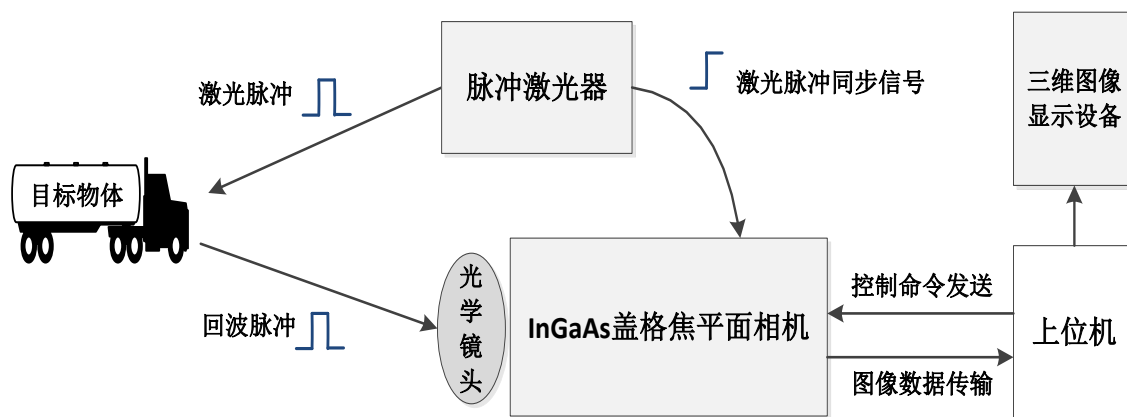 激光脉冲
脉冲激光器
激光脉冲同步信号
三维图像
显示设备
目标物体
光
学
镜
头
InGaAs盖格焦平面相机
控制命令发送
上位机
回波脉冲
图像数据传输